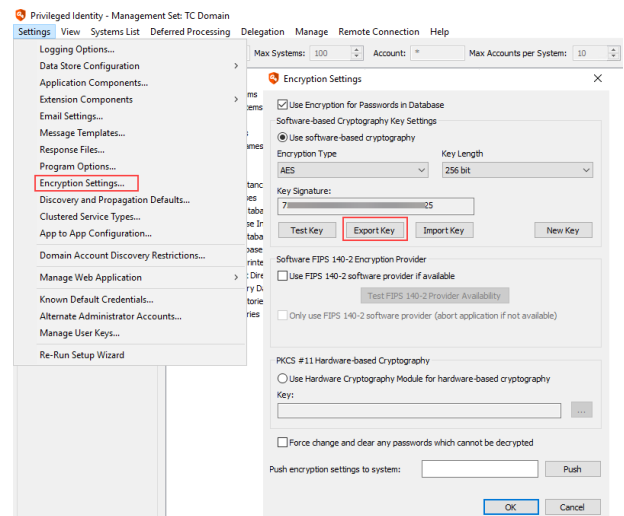 Privileged Identity - Management Set: TC Domain
Settings View Systems List Deferred Processing Delegation Manage Remote Connection Help
Max Systems: 100 Account: * Max Accounts per System: 10
Logging Options...
Data Store Configuration >
Application Components...
Extension Components >
Email Settings...
Message Templates...
Response Files...
Program Options...
Encryption Settings...
Discovery and Propagation Defaults...
Clustered Service Types...
App to App Configuration...
Domain Account Discovery Restrictions...
Manage Web Application >
Known Default Credentials...
Alternate Administrator Accounts...
Manage User Keys...
Re-Run Setup Wizard
Encryption Settings
Use Encryption for Passwords in Database
Software-based Cryptography Key Settings
Use software-based cryptography
Encryption Type Key Length
AES 256 bit
Key Signature:
7 25
Test Key Export Key Import Key New Key
Software FIPS 140-2 Encryption Provider
Use FIPS 140-2 software provider if available
Test FIPS 140-2 Provider Availability
Only use FIPS 140-2 software provider (abort application if not available)
PKCS #11 Hardware-based Cryptography
Use Hardware Cryptography Module for hardware-based cryptography
Key:
...
Force change and clear any passwords which cannot be decrypted
Push encryption settings to system: Push
OK Cancel